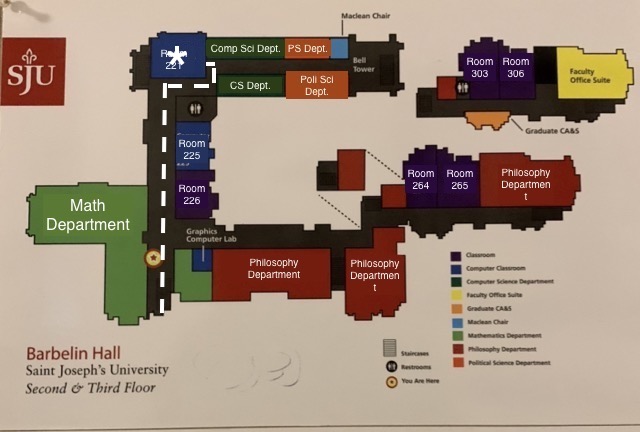 Maclean Chair
SJU
Room
221
Comp Sci Dept.
PS Dept.
Bell
Tower
CS Dept.
Poli Sci
Dept.
Room
303
Room
306
Faculty
Office Suite
Graduate CA&S
Room
225
Room
226
Math
Department
Graphics
Computer Lab
Philosophy
Department
Philosophy
Departmen
t
Room
264
Room
265
Philosophy
Departmen
t
Classroom
Computer Classroom
Computer Science Department
Faculty Office Suite
Graduate CA&S
Maclean Chair
Mathematics Department
Philosophy Department
Political Science Department
Staircases
Restrooms
You Are Here
Barbelin Hall
Saint Joseph's University
Second & Third Floor